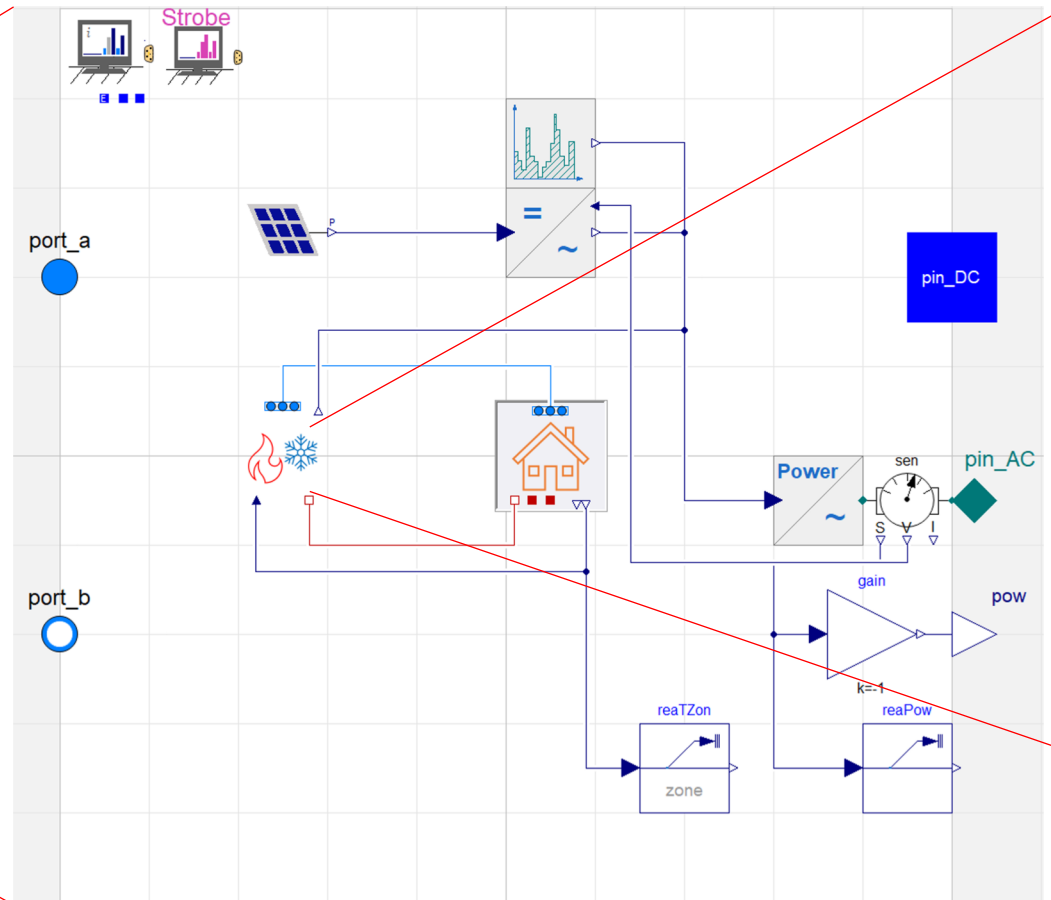 Strobe
i
E
P
=
~
port_a
pin_DC
sen
pin_AC
Power
~
S
V
I
gain
port_b
pow
k=-1
reaTZon
reaPow
zone